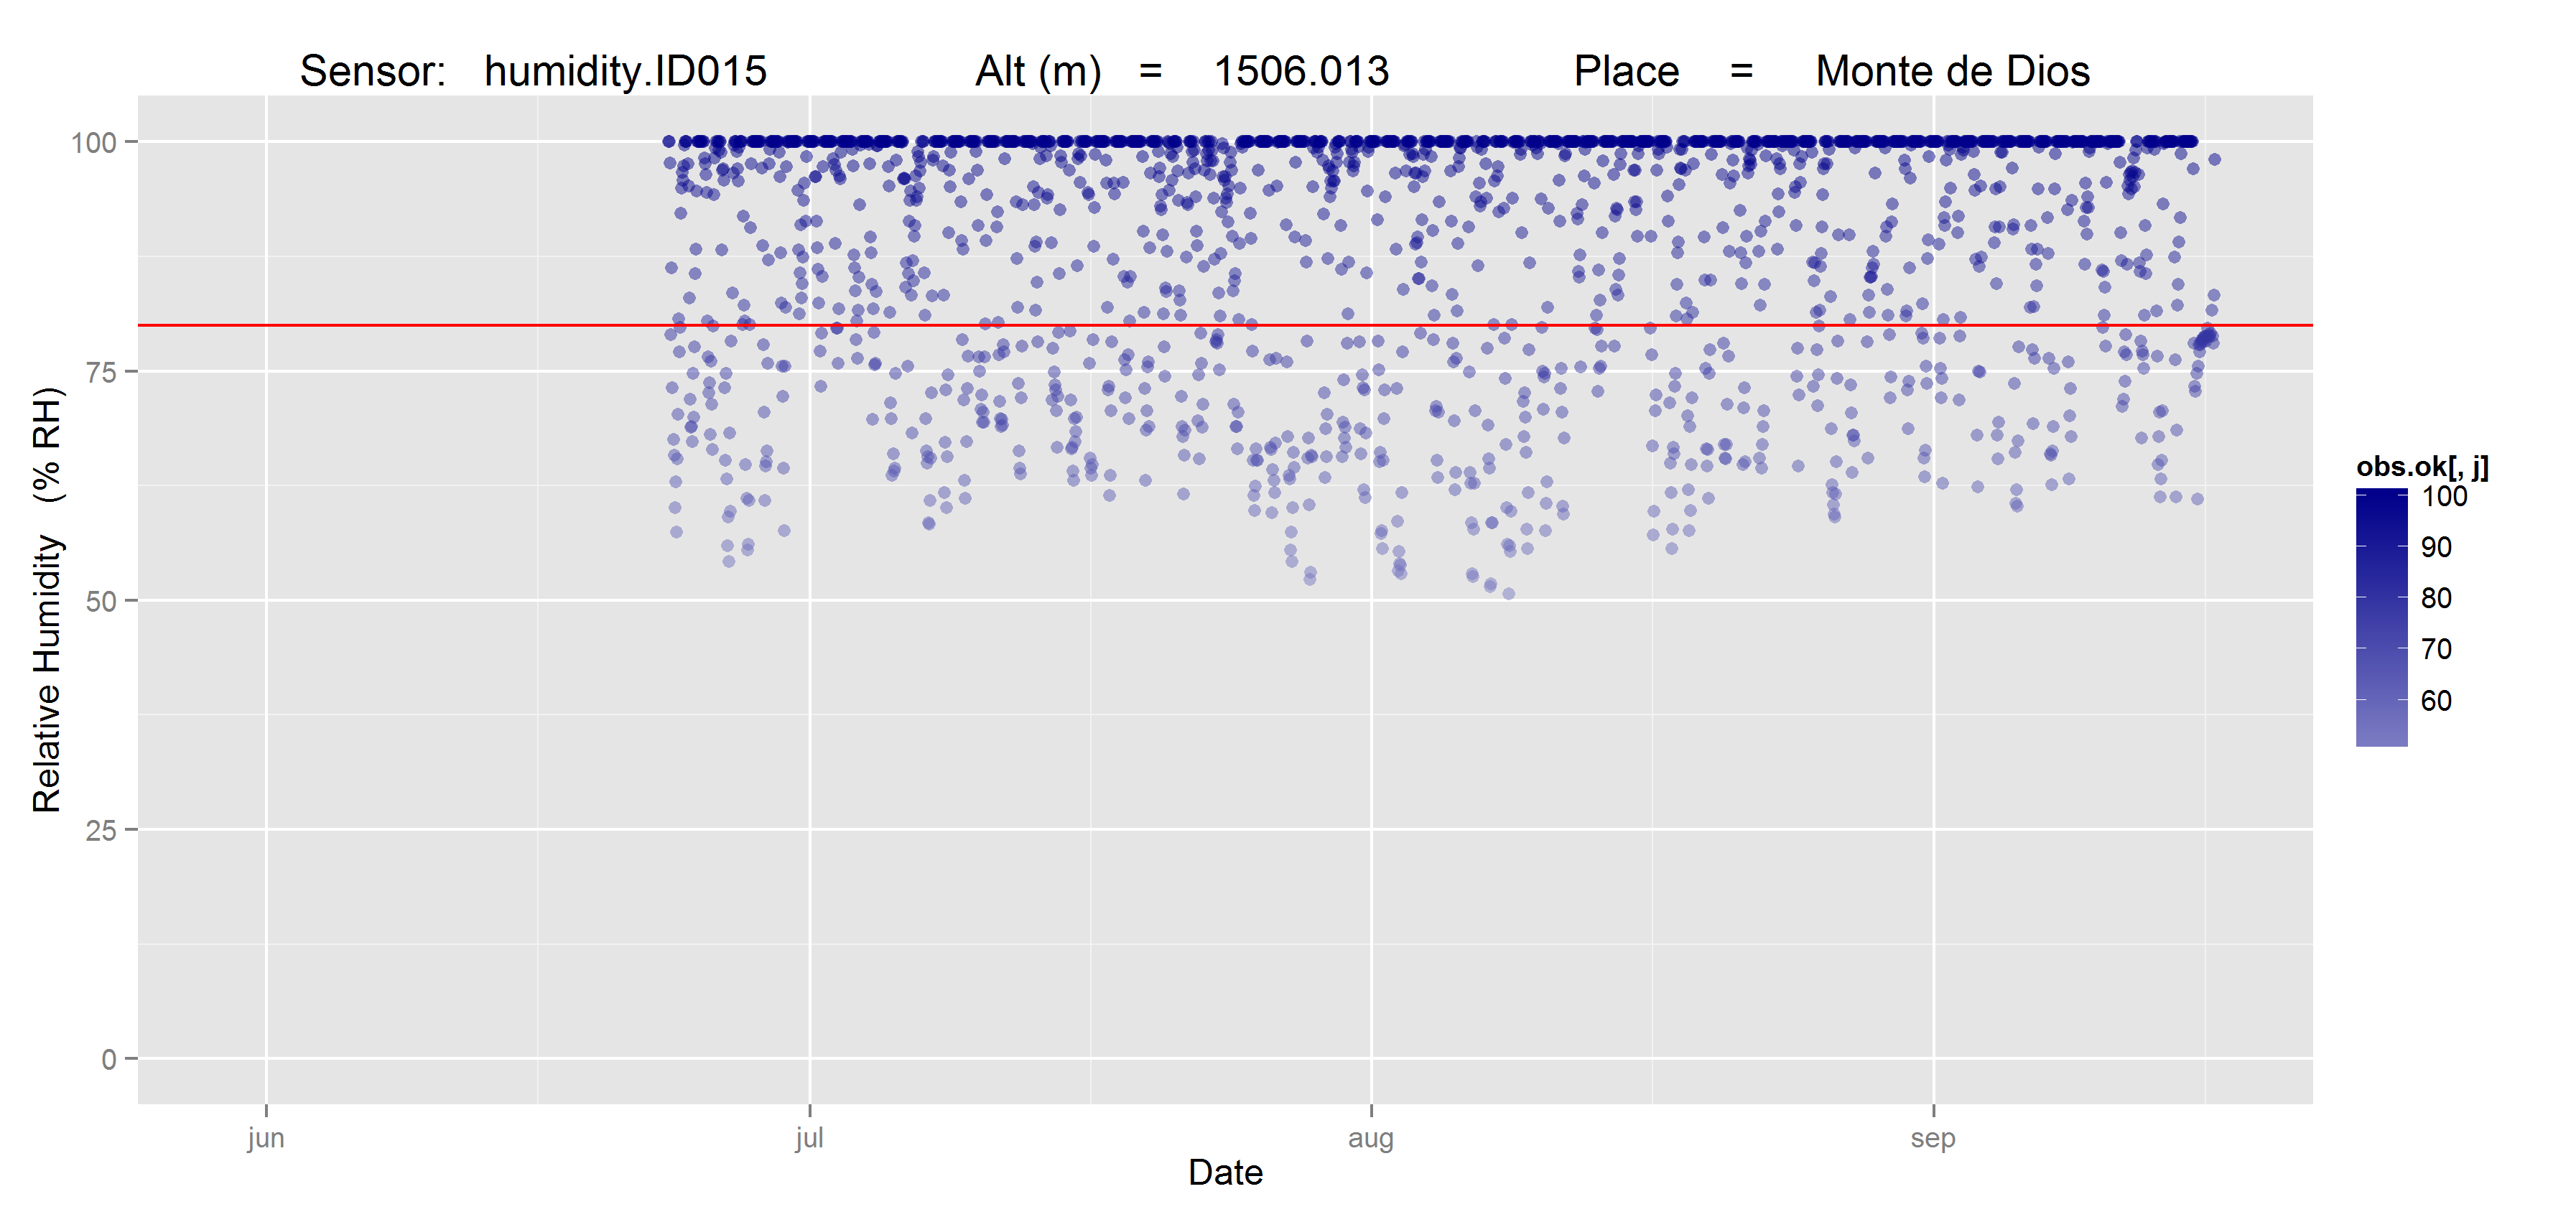 Sensor: humidity.ID015 Alt (m) = 1506.013 Place = Monte de Dios
Relative Humidity (% RH)
100
75
50
25
0
jun jul aug sep
Date
obs.ok[, j]
100
90
80
70
60